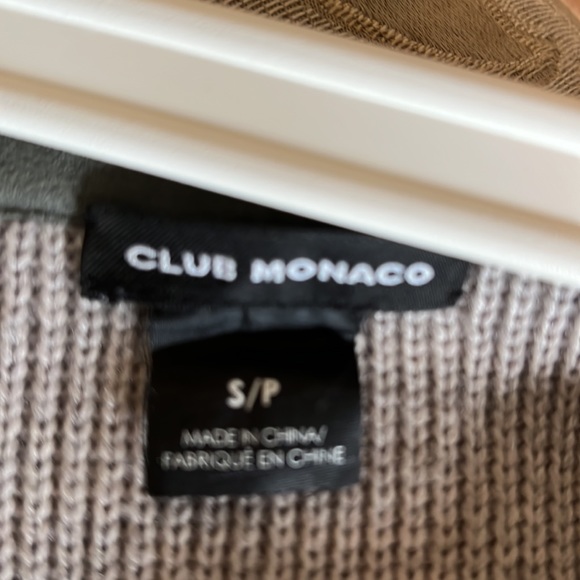 CLUB MONACO
S/P
MADE IN CHINA/
FABRIQUÉ EN CHINE